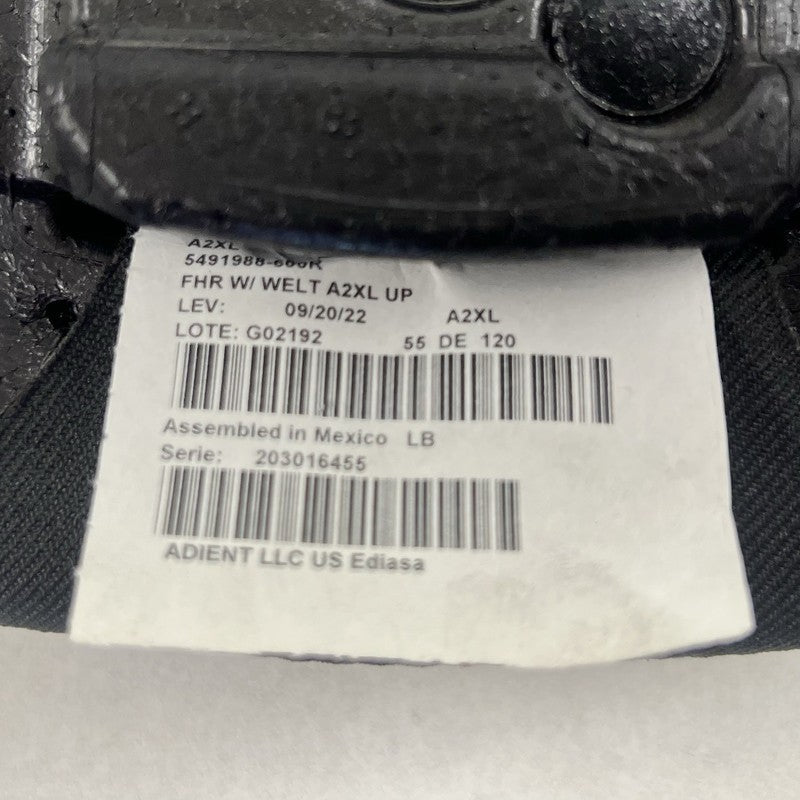 A2XL
5491988-
FHR W/ WELT A2XL UP
LEV: 09/20/22 A2XL
LOTE: G02192 55 DE 120
Assembled in Mexico LB
Serie: 203016455
ADIENT LLC US Ediasa